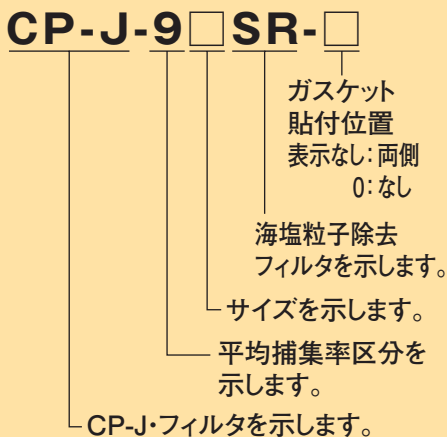 CP-J-9□SR-□
ガスケット
貼付位置
表示なし：両側
0：なし
海塩粒子除去
フィルタを示します。
サイズを示します。
平均捕集率区分を
示します。
CP-J・フィルタを示します。